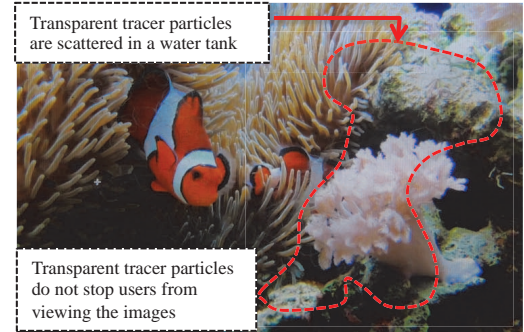 Transparent tracer particles
are scattered in a water tank
Transparent tracer particles
do not stop users from
viewing the images